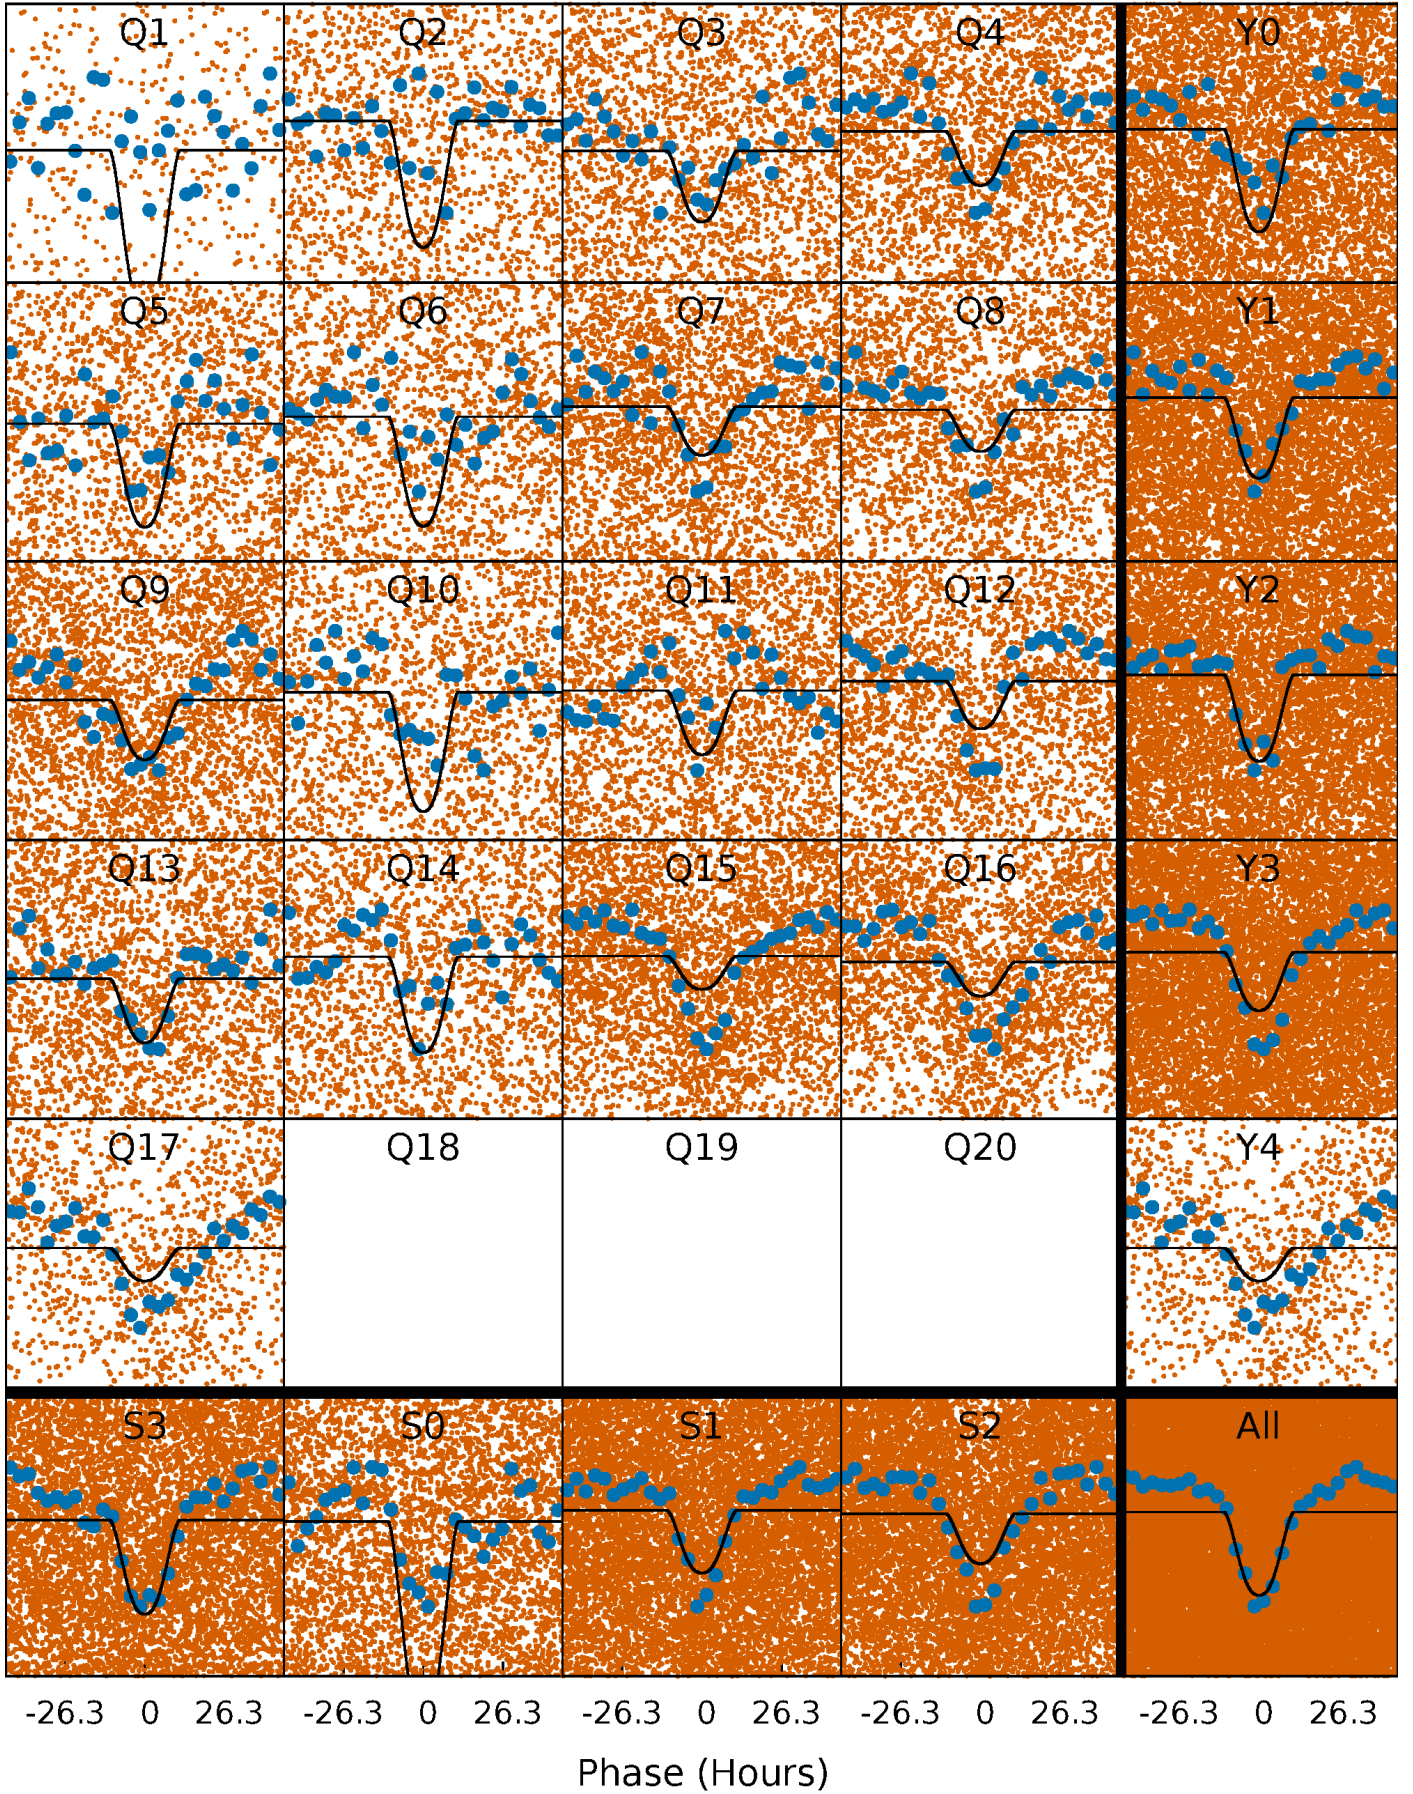 Q1 Q2 Q3 Q4 Y0
Q5 Q6 Q7 Q8 Y1
Q9 Q10 Q11 Q12 Y2
Q13 Q14 Q15 Q16 Y3
Q17 Q18 Q19 Q20 Y4
S3 S0 S1 S2 All
-26.3 0 26.3 -26.3 0 26.3 -26.3 0 26.3 -26.3 0 26.3 -26.3 0 26.3
Phase (Hours)